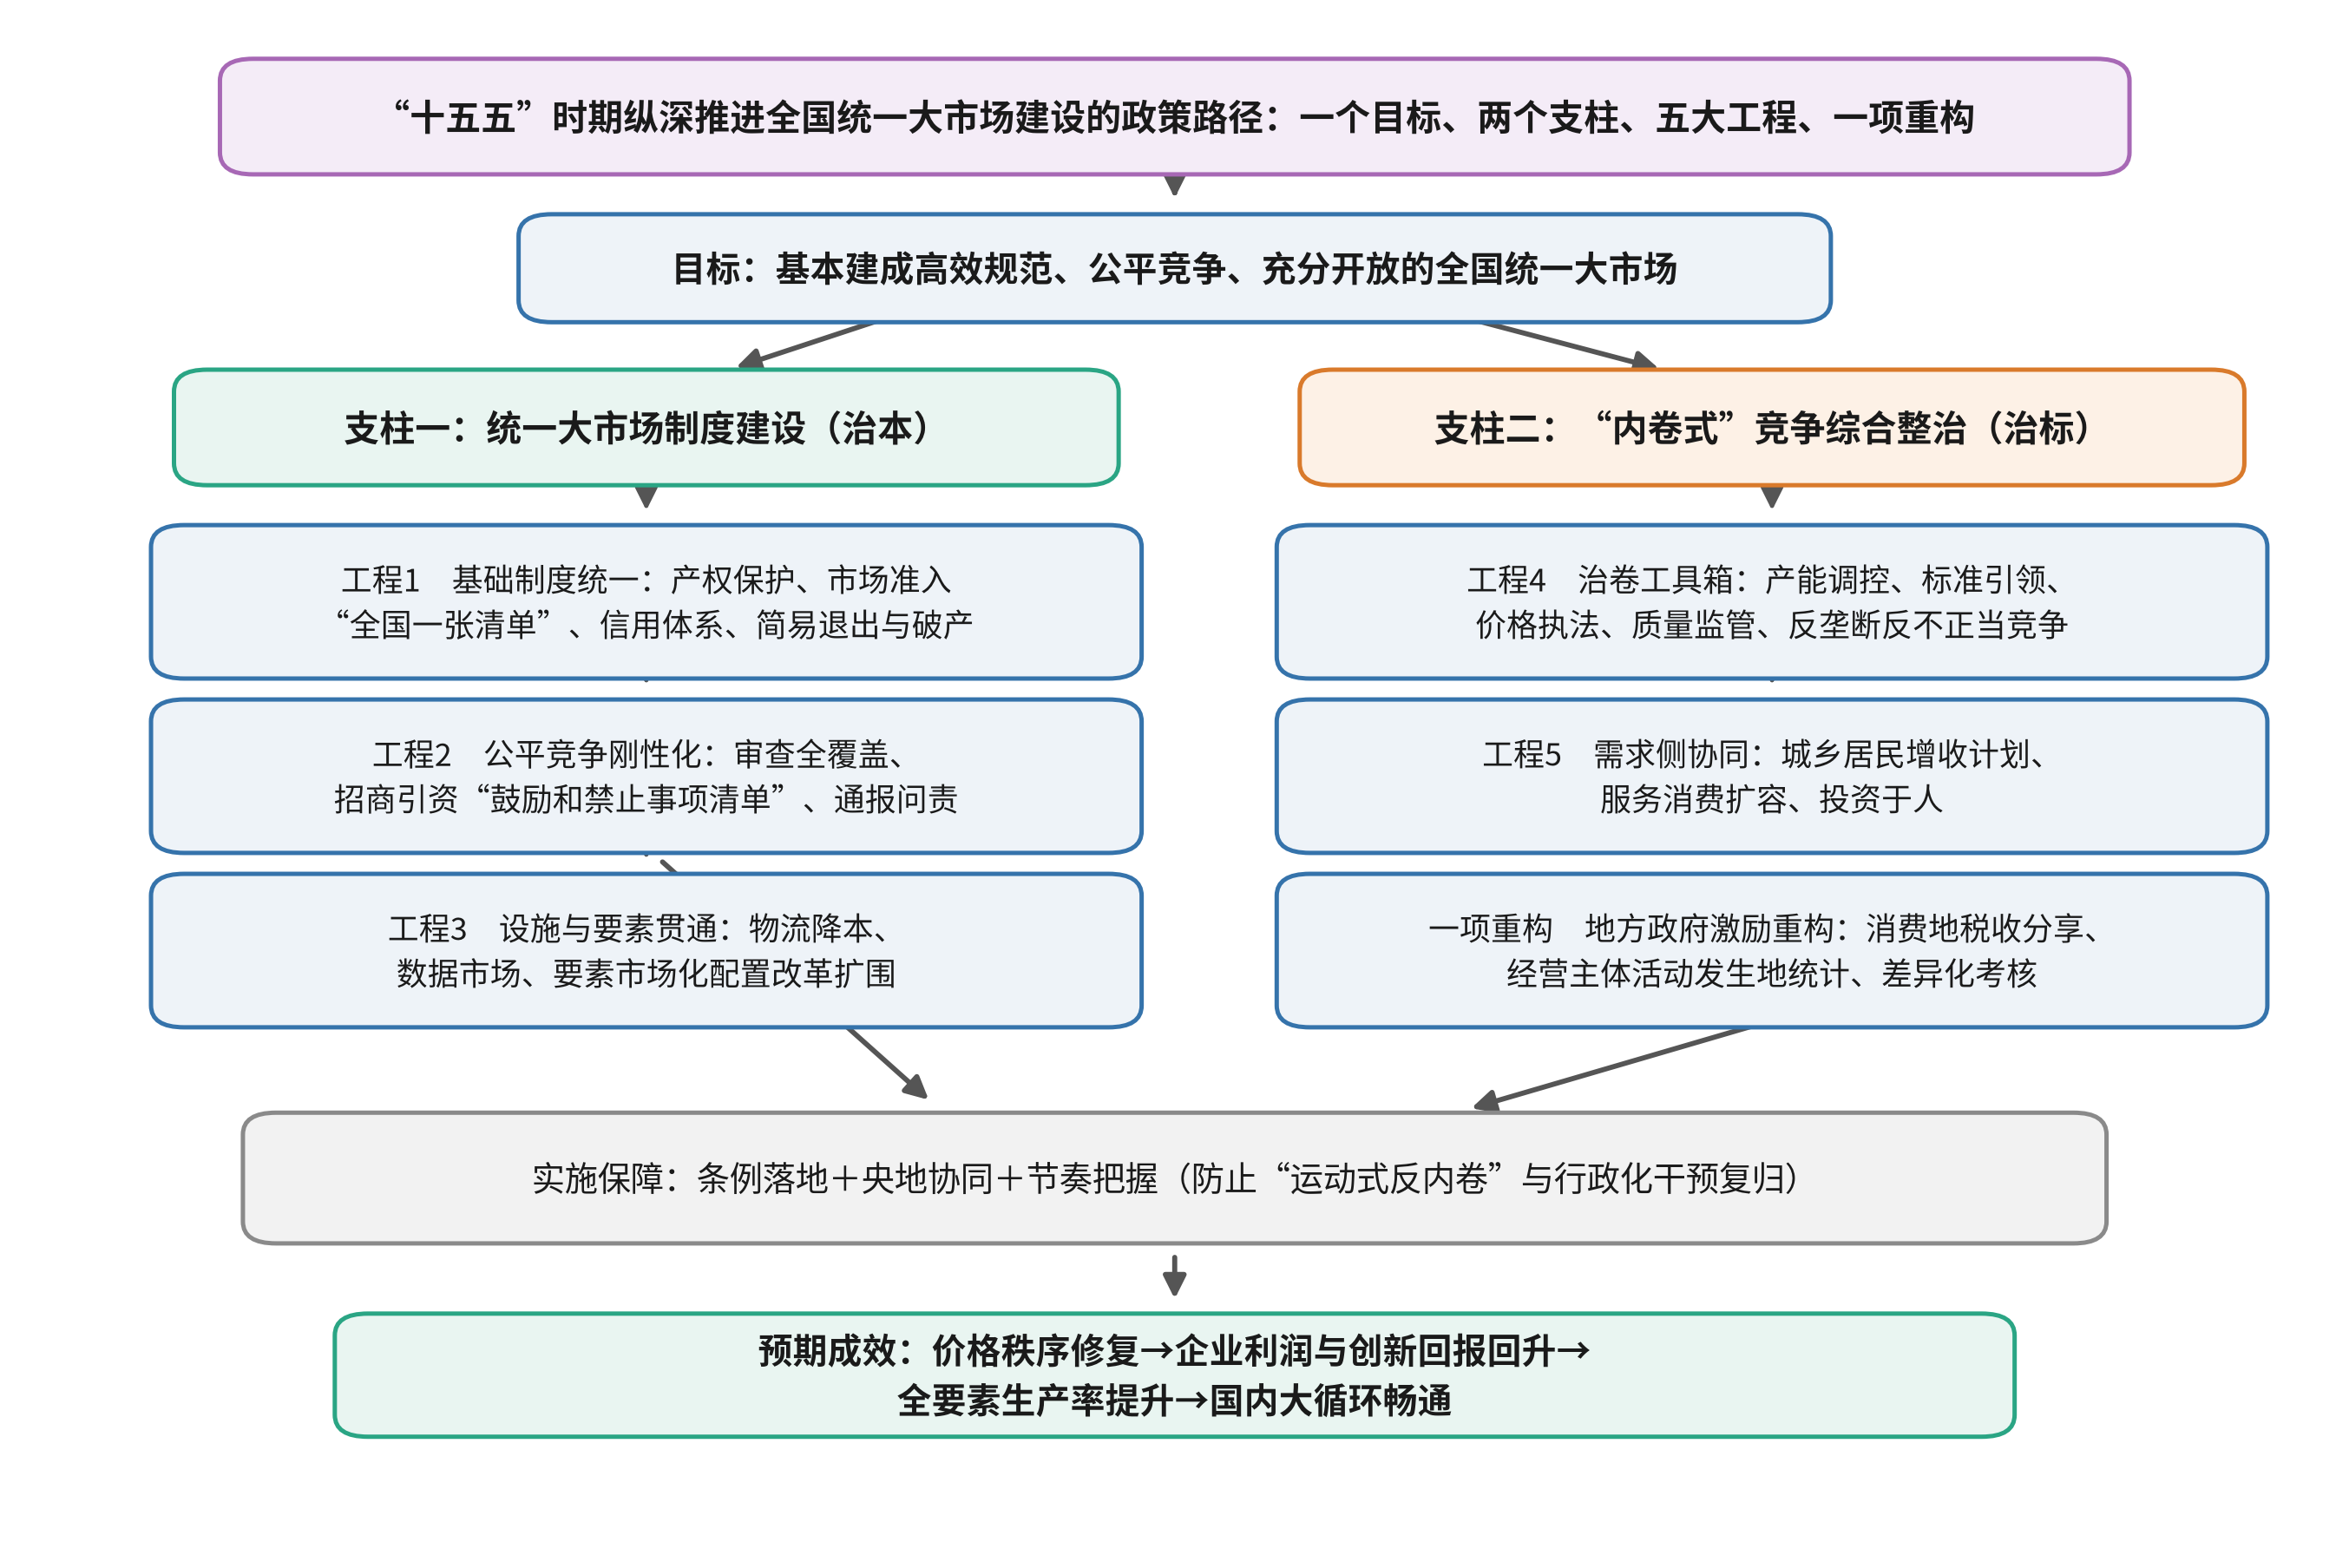 “十五五”时期纵深推进全国统一大市场建设的政策路径：一个目标、两个支柱、五大工程、一项重构
目标：基本建成高效规范、公平竞争、充分开放的全国统一大市场
支柱一：统一大市场制度建设（治本）
支柱二：“内卷式”竞争综合整治（治标）
工程1　基础制度统一：产权保护、市场准入
“全国一张清单”、信用体系、简易退出与破产
工程4　治卷工具箱：产能调控、标准引领、
价格执法、质量监管、反垄断反不正当竞争
工程2　公平竞争刚性化：审查全覆盖、
招商引资“鼓励和禁止事项清单”、通报问责
工程5　需求侧协同：城乡居民增收计划、
服务消费扩容、投资于人
工程3　设施与要素贯通：物流降本、
数据市场、要素市场化配置改革扩围
一项重构　地方政府激励重构：消费地税收分享、
经营主体活动发生地统计、差异化考核
实施保障：条例落地＋央地协同＋节奏把握（防止“运动式反内卷”与行政化干预复归）
预期成效：价格秩序修复→企业利润与创新回报回升→
全要素生产率提升→国内大循环畅通